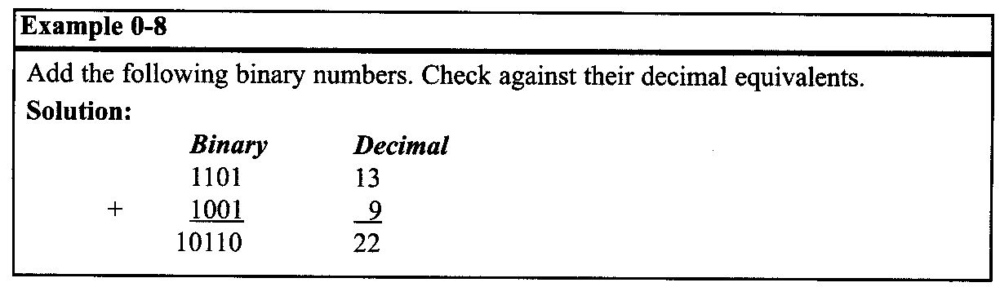 Example 0-8
Add the following binary numbers. Check against their decimal equivalents.
Solution:
Binary Decimal
1101 13
+ 1001 9
10110 22